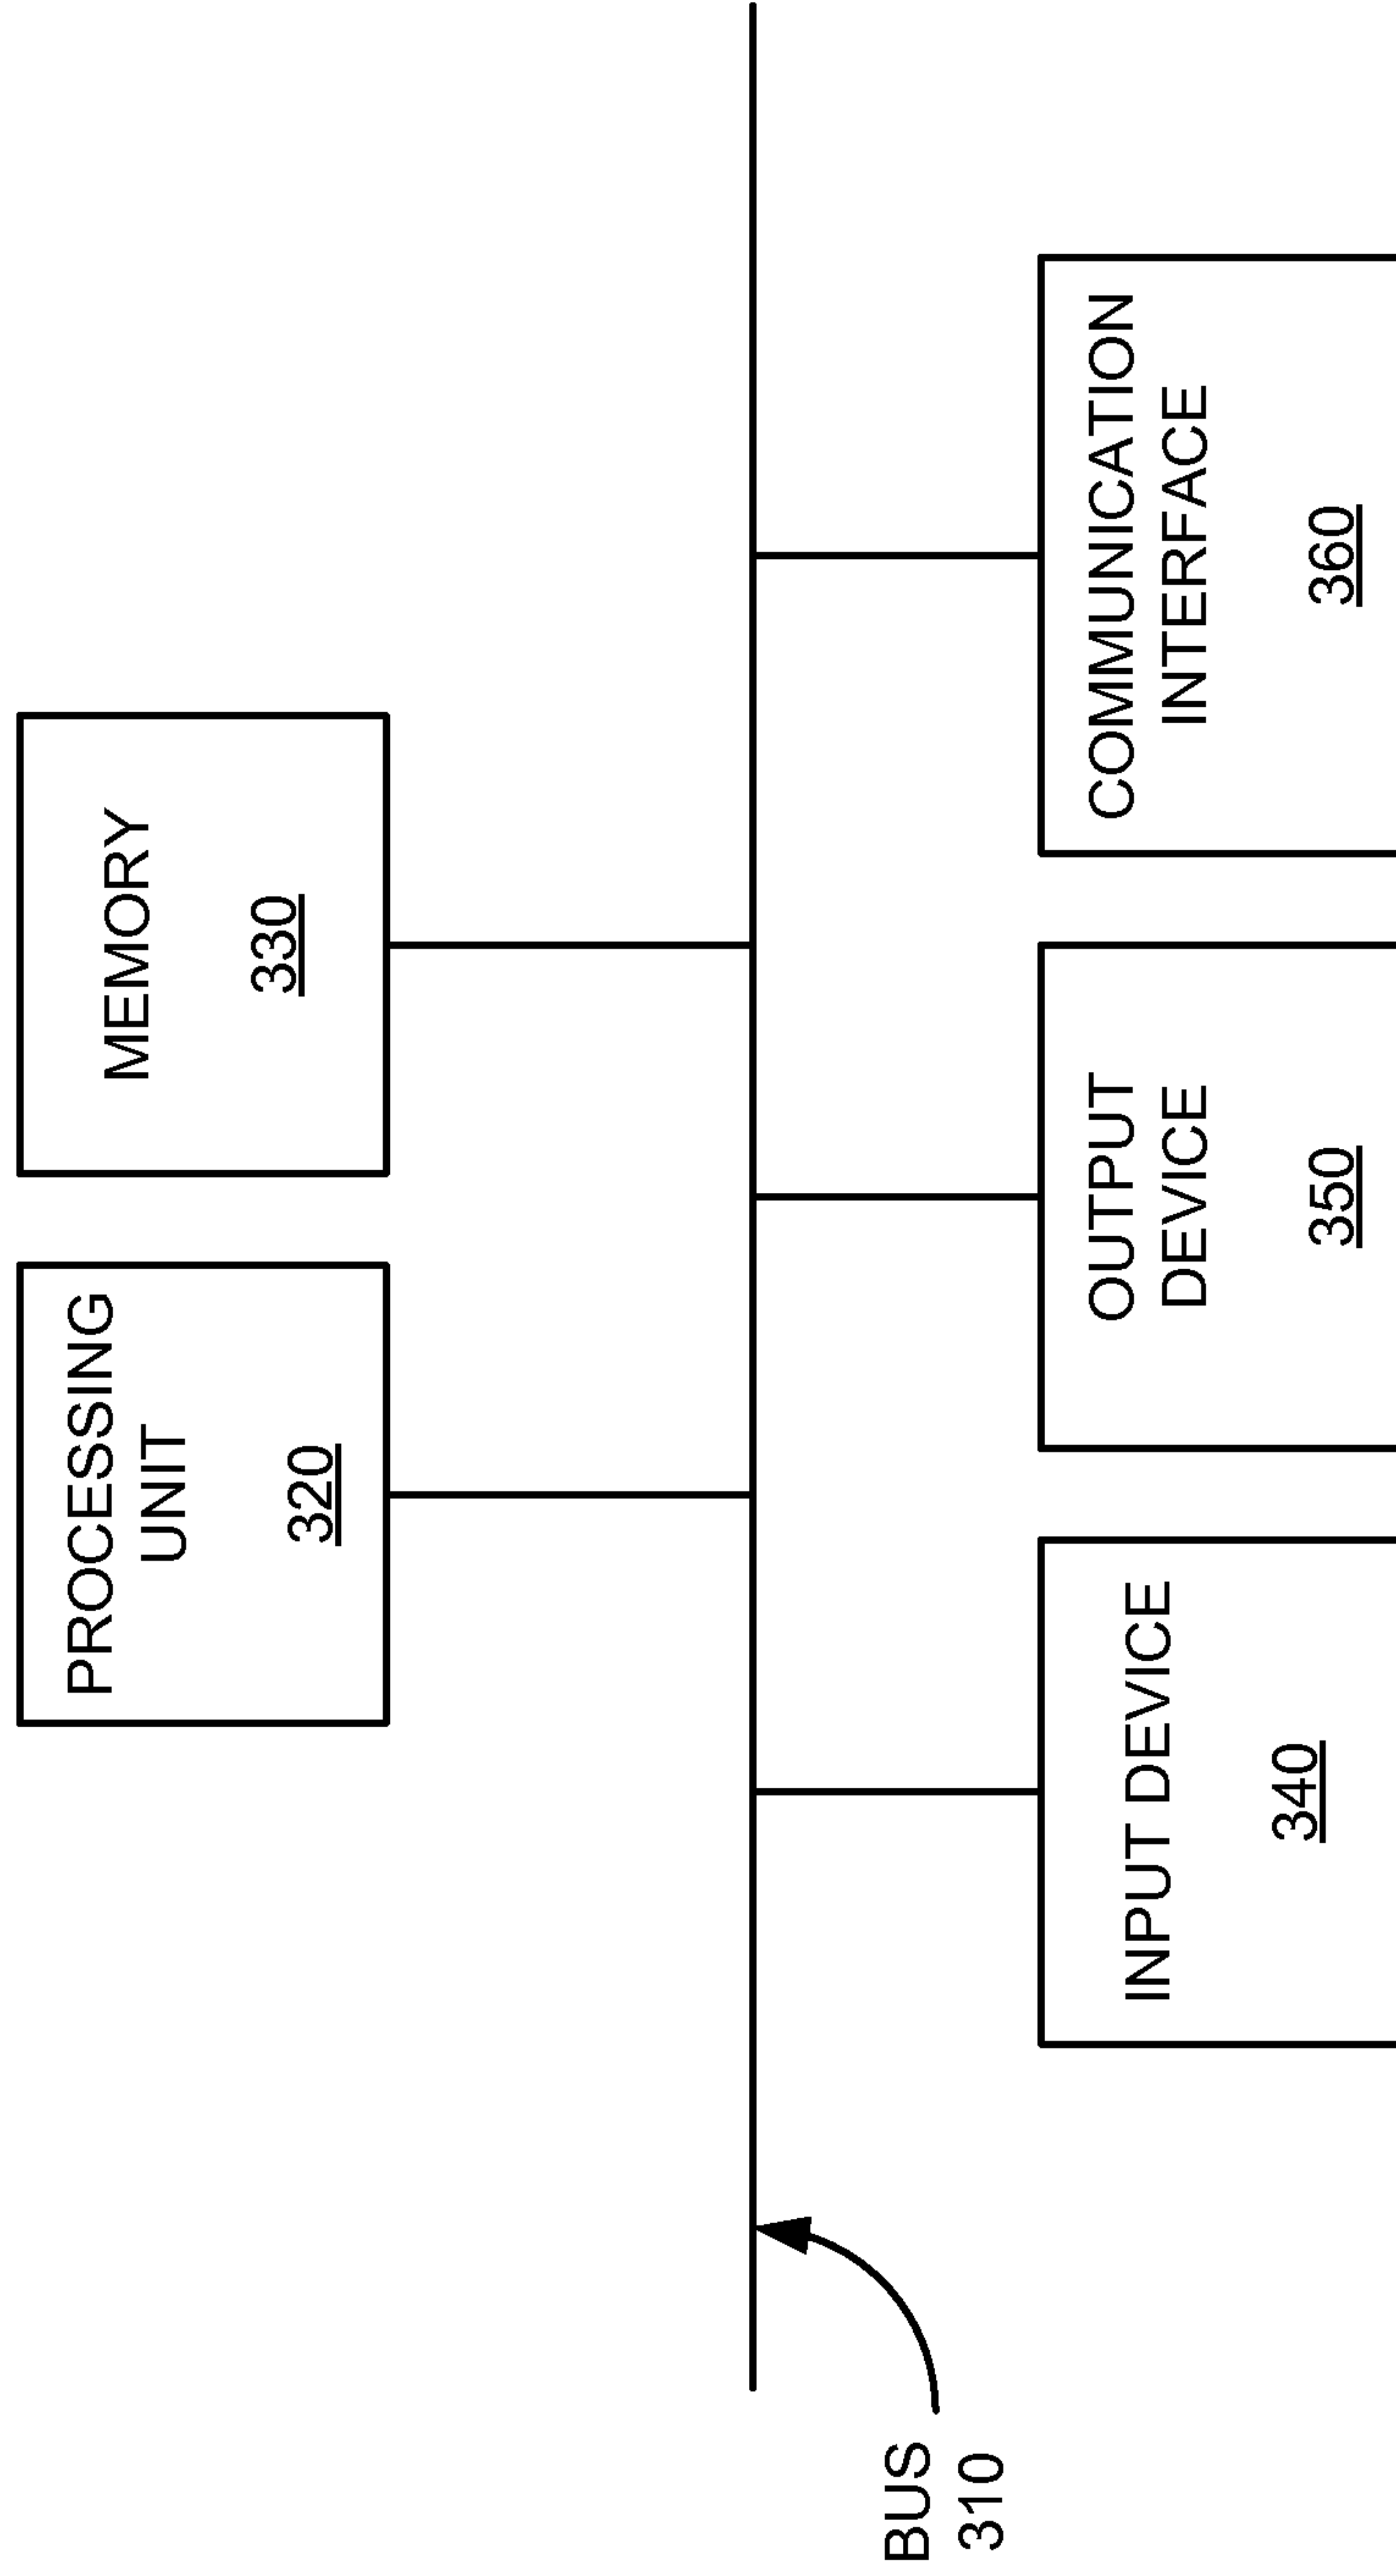 PROCESSING
UNIT
320
MEMORY
330
BUS
310
INPUT DEVICE
340
OUTPUT
DEVICE
350
COMMUNICATION
INTERFACE
360